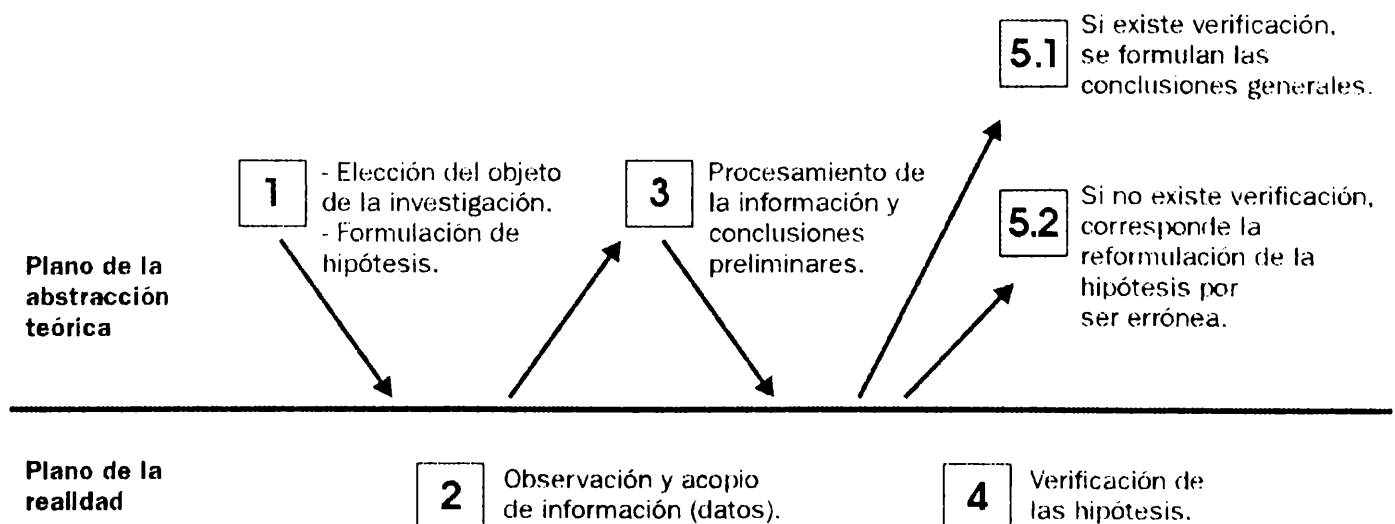 5.1
Si existe verificación,
se formulan las
conclusiones generales.
1
- Elección del objeto
de la investigación.
- Formulación de
hipótesis.
3
Procesamiento de
la información y
conclusiones
preliminares.
5.2
Si no existe verificación,
corresponde la
reformulación de la
hipótesis por
ser errónea.
Plano de la
abstracción
teórica
Plano de la
realldad
2
Observación y acopio
de información (datos).
4
Verificación de
las hipótesis.